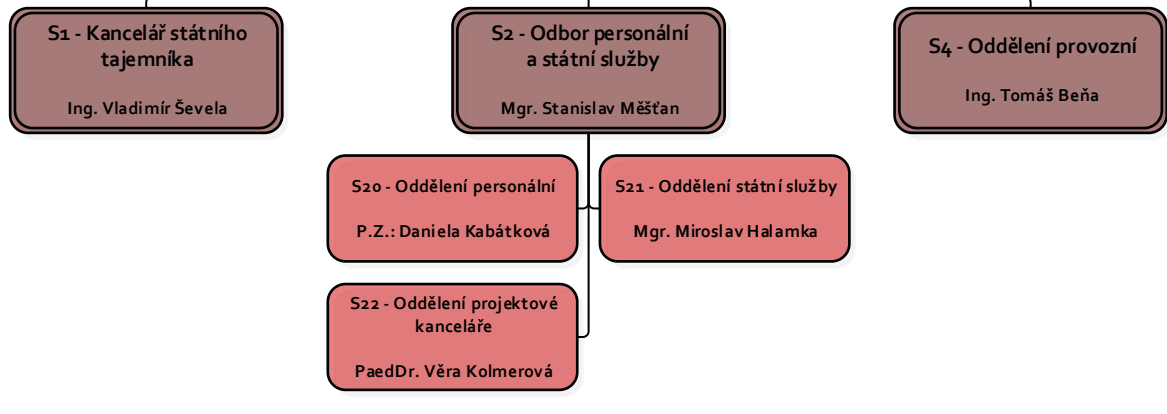 S1 - Kancelář státního
tajemníka
Ing. Vladimír Ševela
S2 - Odbor personální
a státní služby
Mgr. Stanislav Měšťan
S4 - Oddělení provozní
Ing. Tomáš Beňa
S20 - Oddělení personální
P.Z.: Daniela Kabátková
S21 - Oddělení státní služby
Mgr. Miroslav Halamka
S22 - Oddělení projektové
kanceláře
PaedDr. Věra Kolmerová